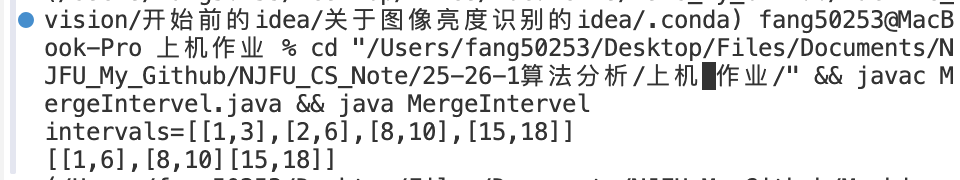 vision/开始前的idea/关于图像亮度识别的idea/.conda) fang50253@MacB
ook-Pro 上机作业 % cd "/Users/fang50253/Desktop/Files/Documents/N
JFU_My_Github/NJFU_CS_Note/25-26-1算法分析/上机作业/" && javac M
ergeIntervel.java && java MergeIntervel
intervals=[[1,3],[2,6],[8,10],[15,18]]
[[1,6],[8,10][15,18]]